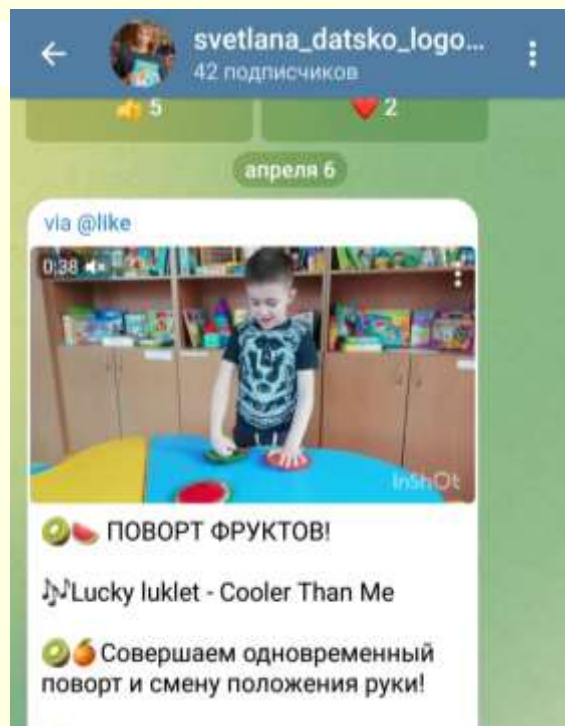 svetlana_datsko_logo...
42 подписчиков
5
2
апреля 6
via @like
0:38
InShOt
ПОВОРТ ФРУКТОВ!
Lucky luklet - Cooler Than Me
Совершаем одновременный
поворт и смену положения руки!